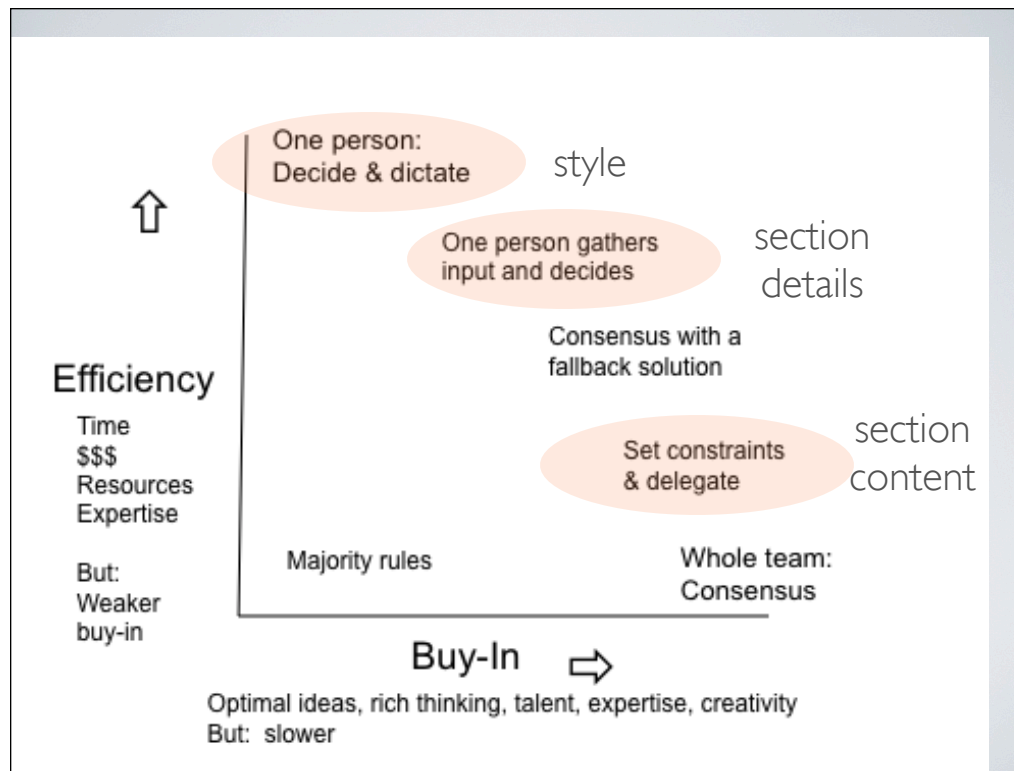 One person:
Decide & dictate
style
One person gathers
input and decides
section
details
Consensus with a
fallback solution
Efficiency
Time
$$$
Resources
Expertise
But:
Weaker
buy-in
Set constraints
& delegate
section
content
Majority rules
Whole team:
Consensus
Buy-In
Optimal ideas, rich thinking, talent, expertise, creativity
But: slower